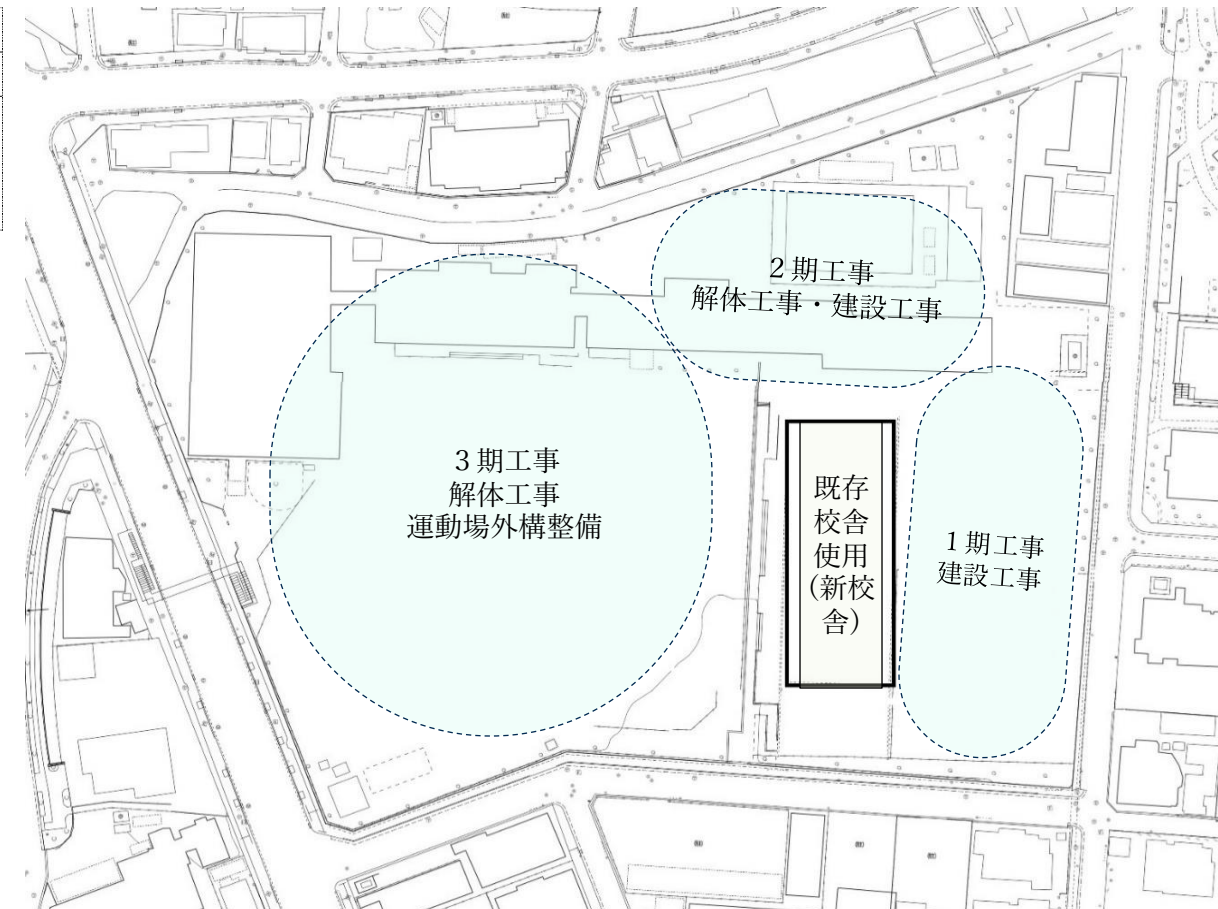 2期工事
解体工事・建設工事
3期工事
解体工事
運動場外構整備
既存
校舎
使用
(新校
舎)
1期工事
建設工事